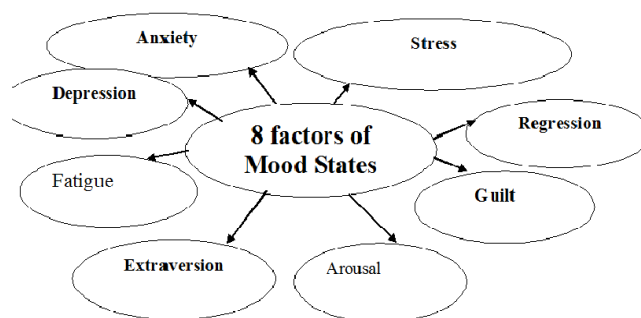 Anxiety
Stress
Depression
Regression
8 factors of
Mood States
Fatigue
Guilt
Extraversion
Arousal